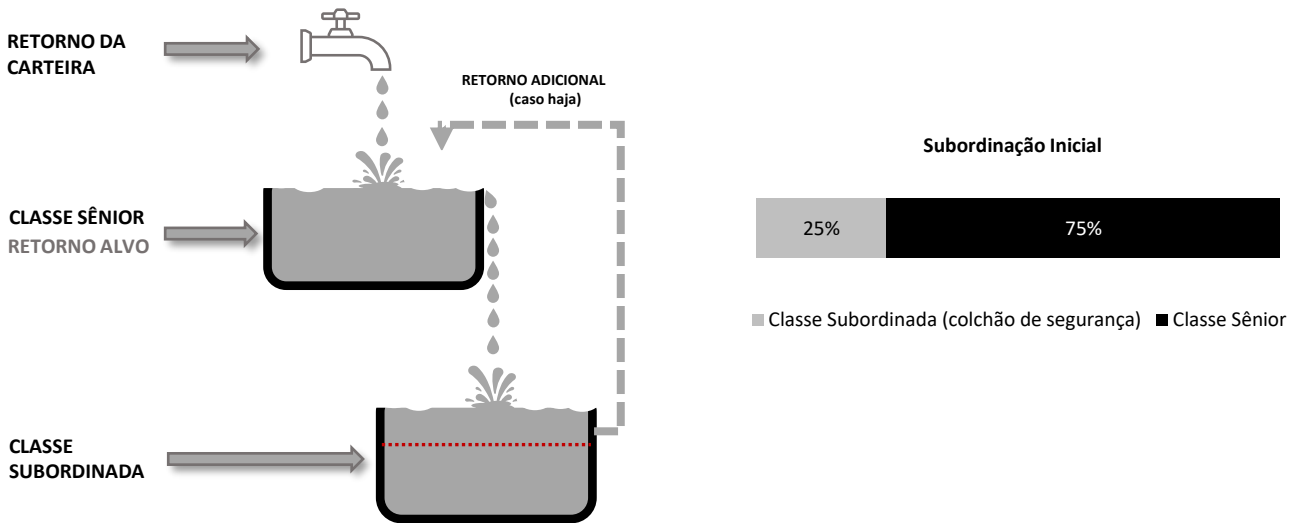 RETORNO DA
CARTEIRA
RETORNO ADICIONAL
(caso haja)
CLASSE SÊNIOR
RETORNO ALVO
CLASSE
SUBORDINADA
Subordinação Inicial
25%
75%
Classe Subordinada (colchão de segurança)
Classe Sênior